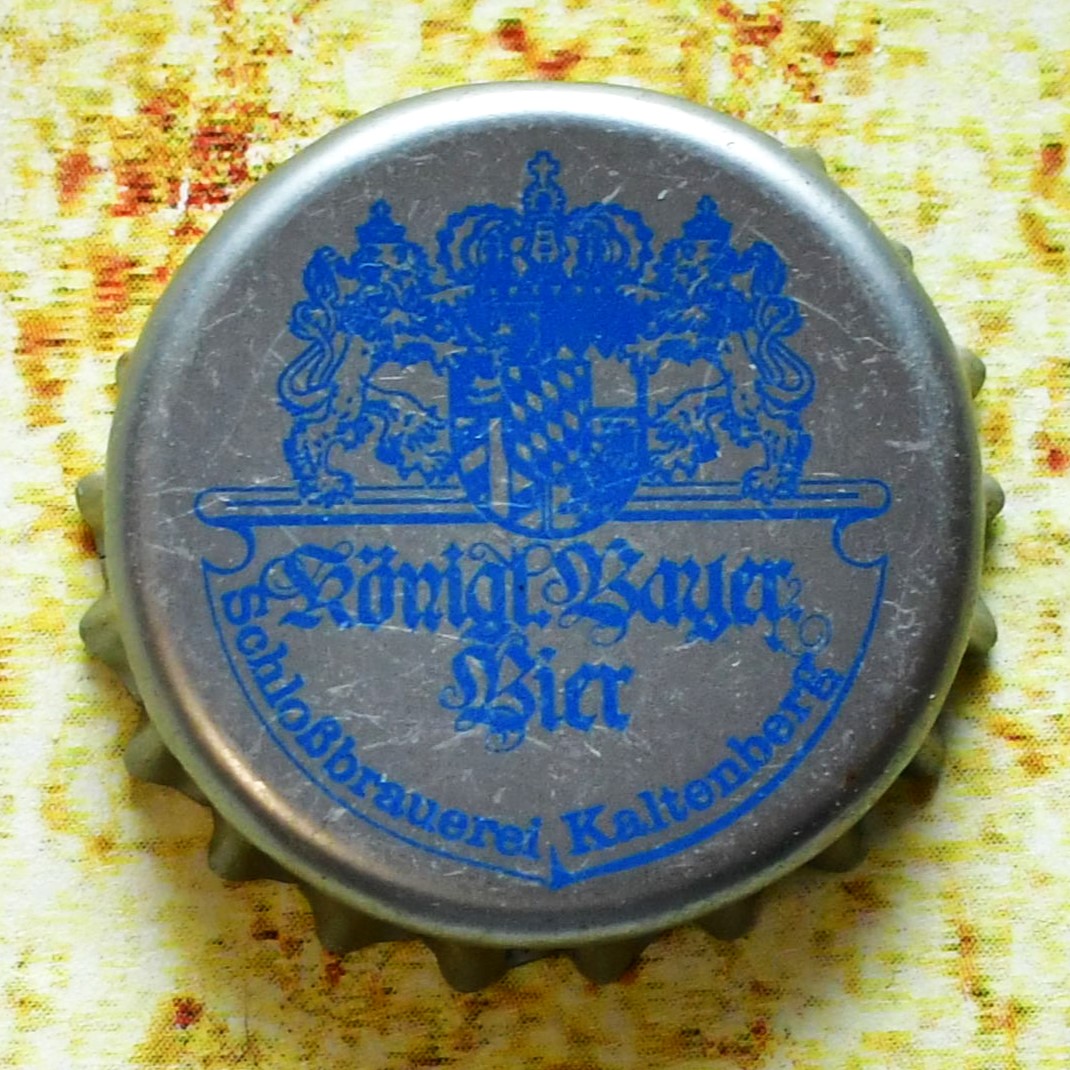 Königl. Bayer.
Bier
Schloßbrauerei Kaltenberg